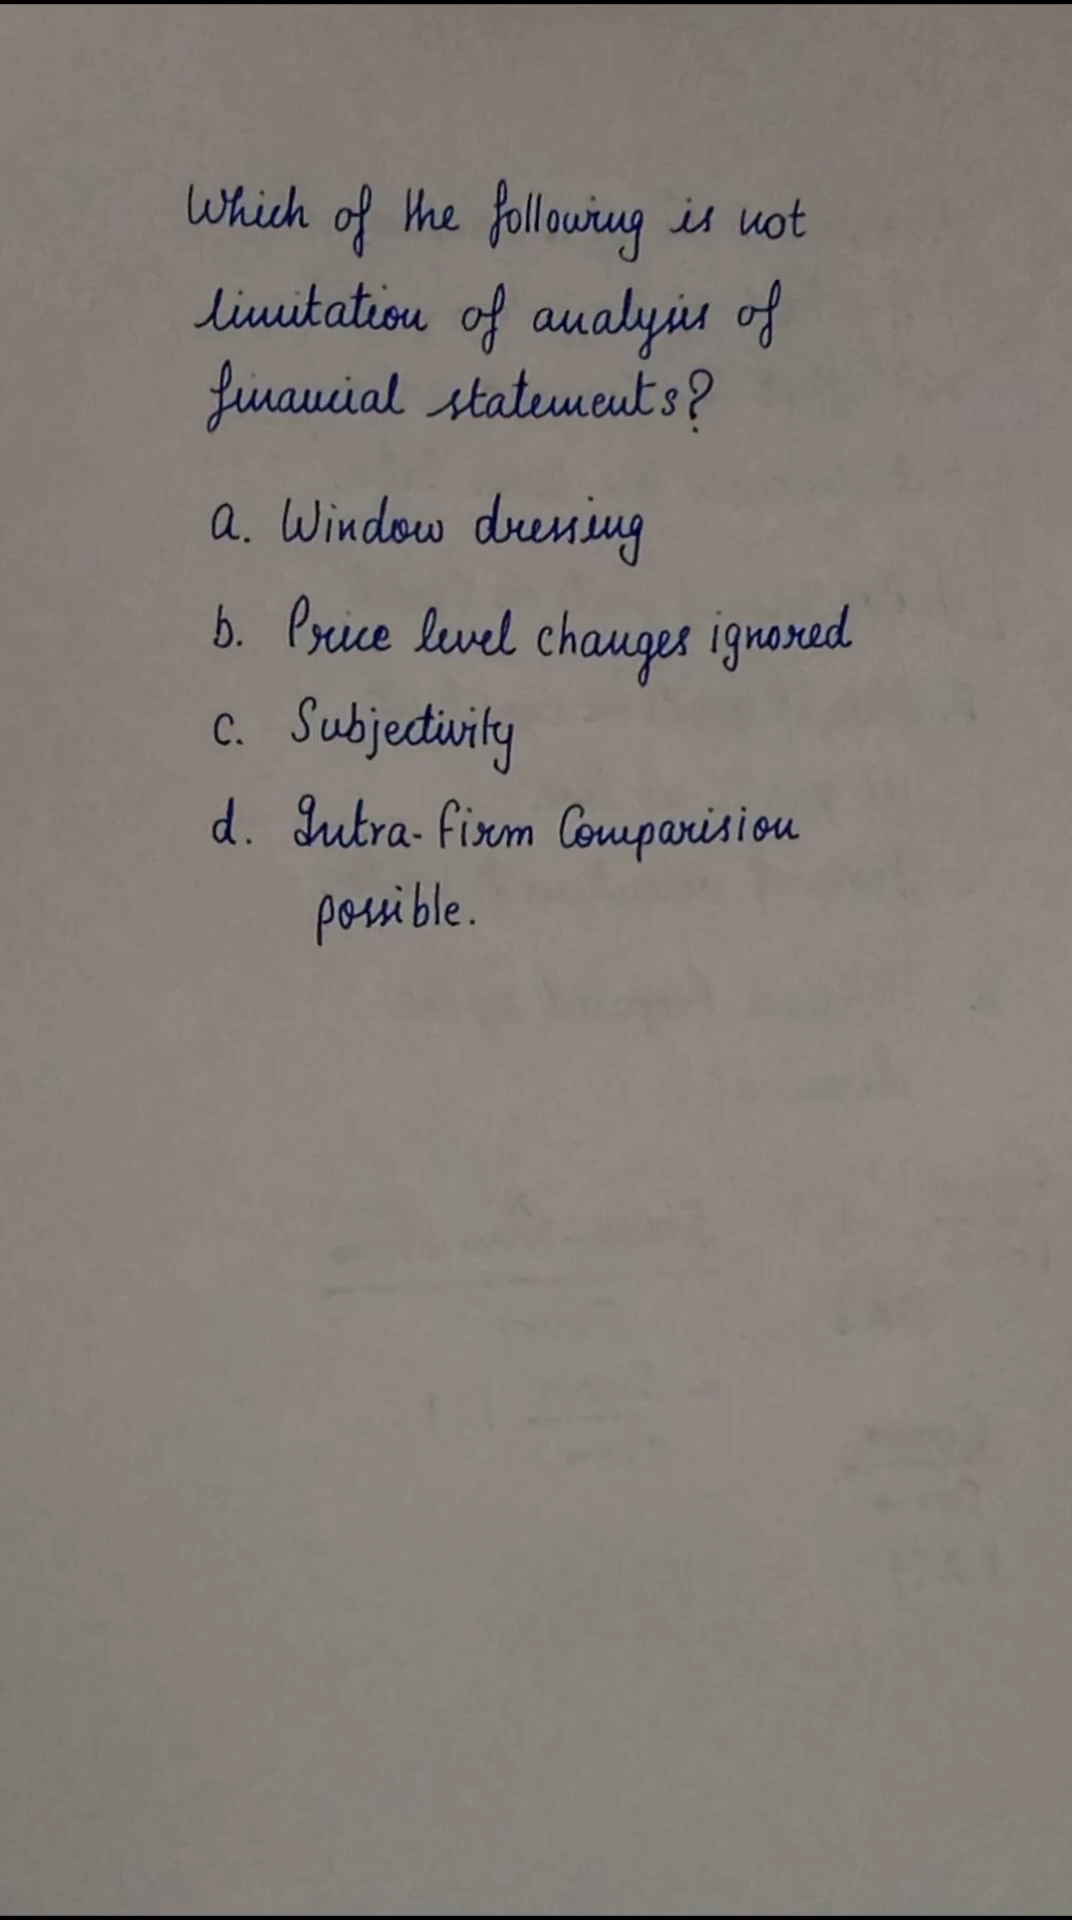 Which of the following is not
limitation of analysis of
financial statements?
a. Window dressing
b. Price level changes ignored
c. Subjectivity
d. Intra-firm Comparision
possible.